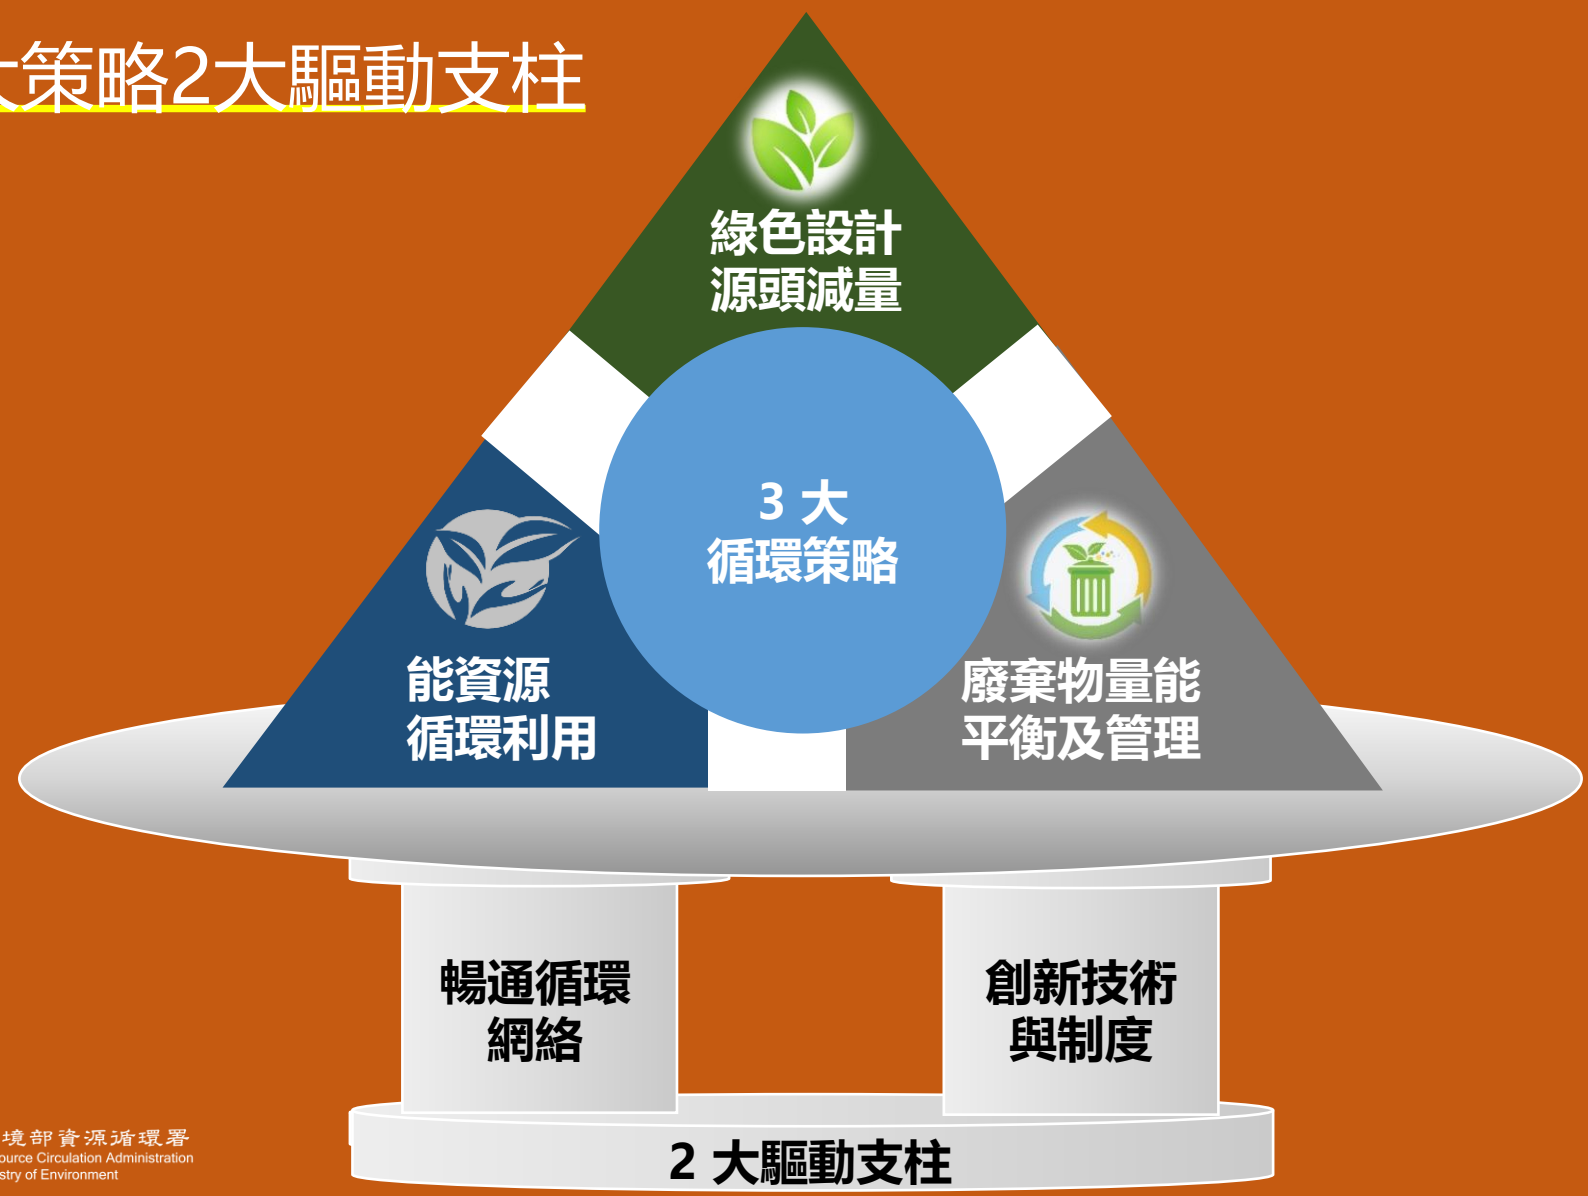 大策略2大驅動支柱
綠色設計
源頭減量
3 大
循環策略
能資源
循環利用
廢棄物量能
平衡及管理
暢通循環
網絡
創新技術
與制度
2 大驅動支柱
境部資源循環署
ource Circulation Administration
stry of Environment